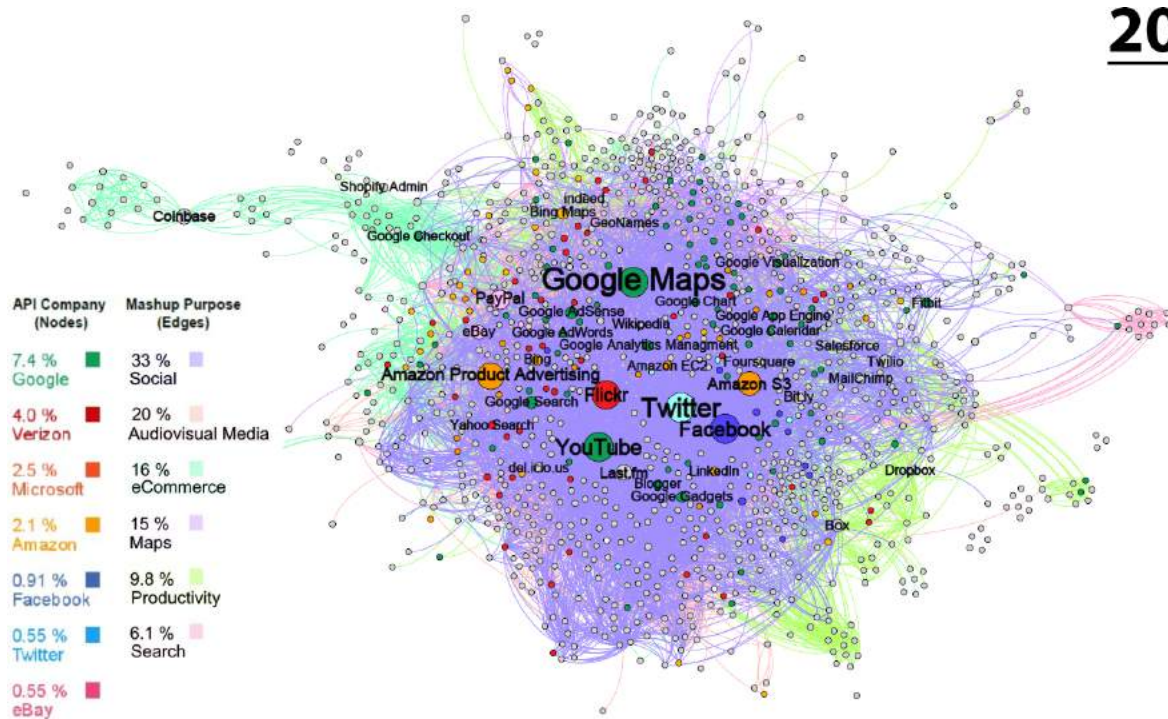 20
Shopify Admin
Coinbase
Google Checkout
indeed
Bing Maps
GeoNames
Google Visualization
Google Maps
Google Chart
PayPal
Google AdSense
Google App Engine
Fitbit
eBay
Google AdWords
Wikipedia
Google Calendar
Google Analytics Managment
Salesforce
Bing
Amazon EC2
Foursquare
Twilio
Amazon Product Advertising
Amazon S3
MailChimp
Flickr
Bit.ly
Google Search
Twitter
Yahoo Search
Facebook
YouTube
del.icio.us
Last.fm
LinkedIn
Dropbox
Blogger
Google Gadgets
Box
API Company
(Nodes)
7.4 %
Google
4.0 %
Verizon
2.5 %
Microsoft
2.1 %
Amazon
0.91 %
Facebook
0.55 %
Twitter
0.55 %
eBay
Mashup Purpose
(Edges)
33 %
Social
20 %
Audiovisual Media
16 %
eCommerce
15 %
Maps
9.8 %
Productivity
6.1 %
Search